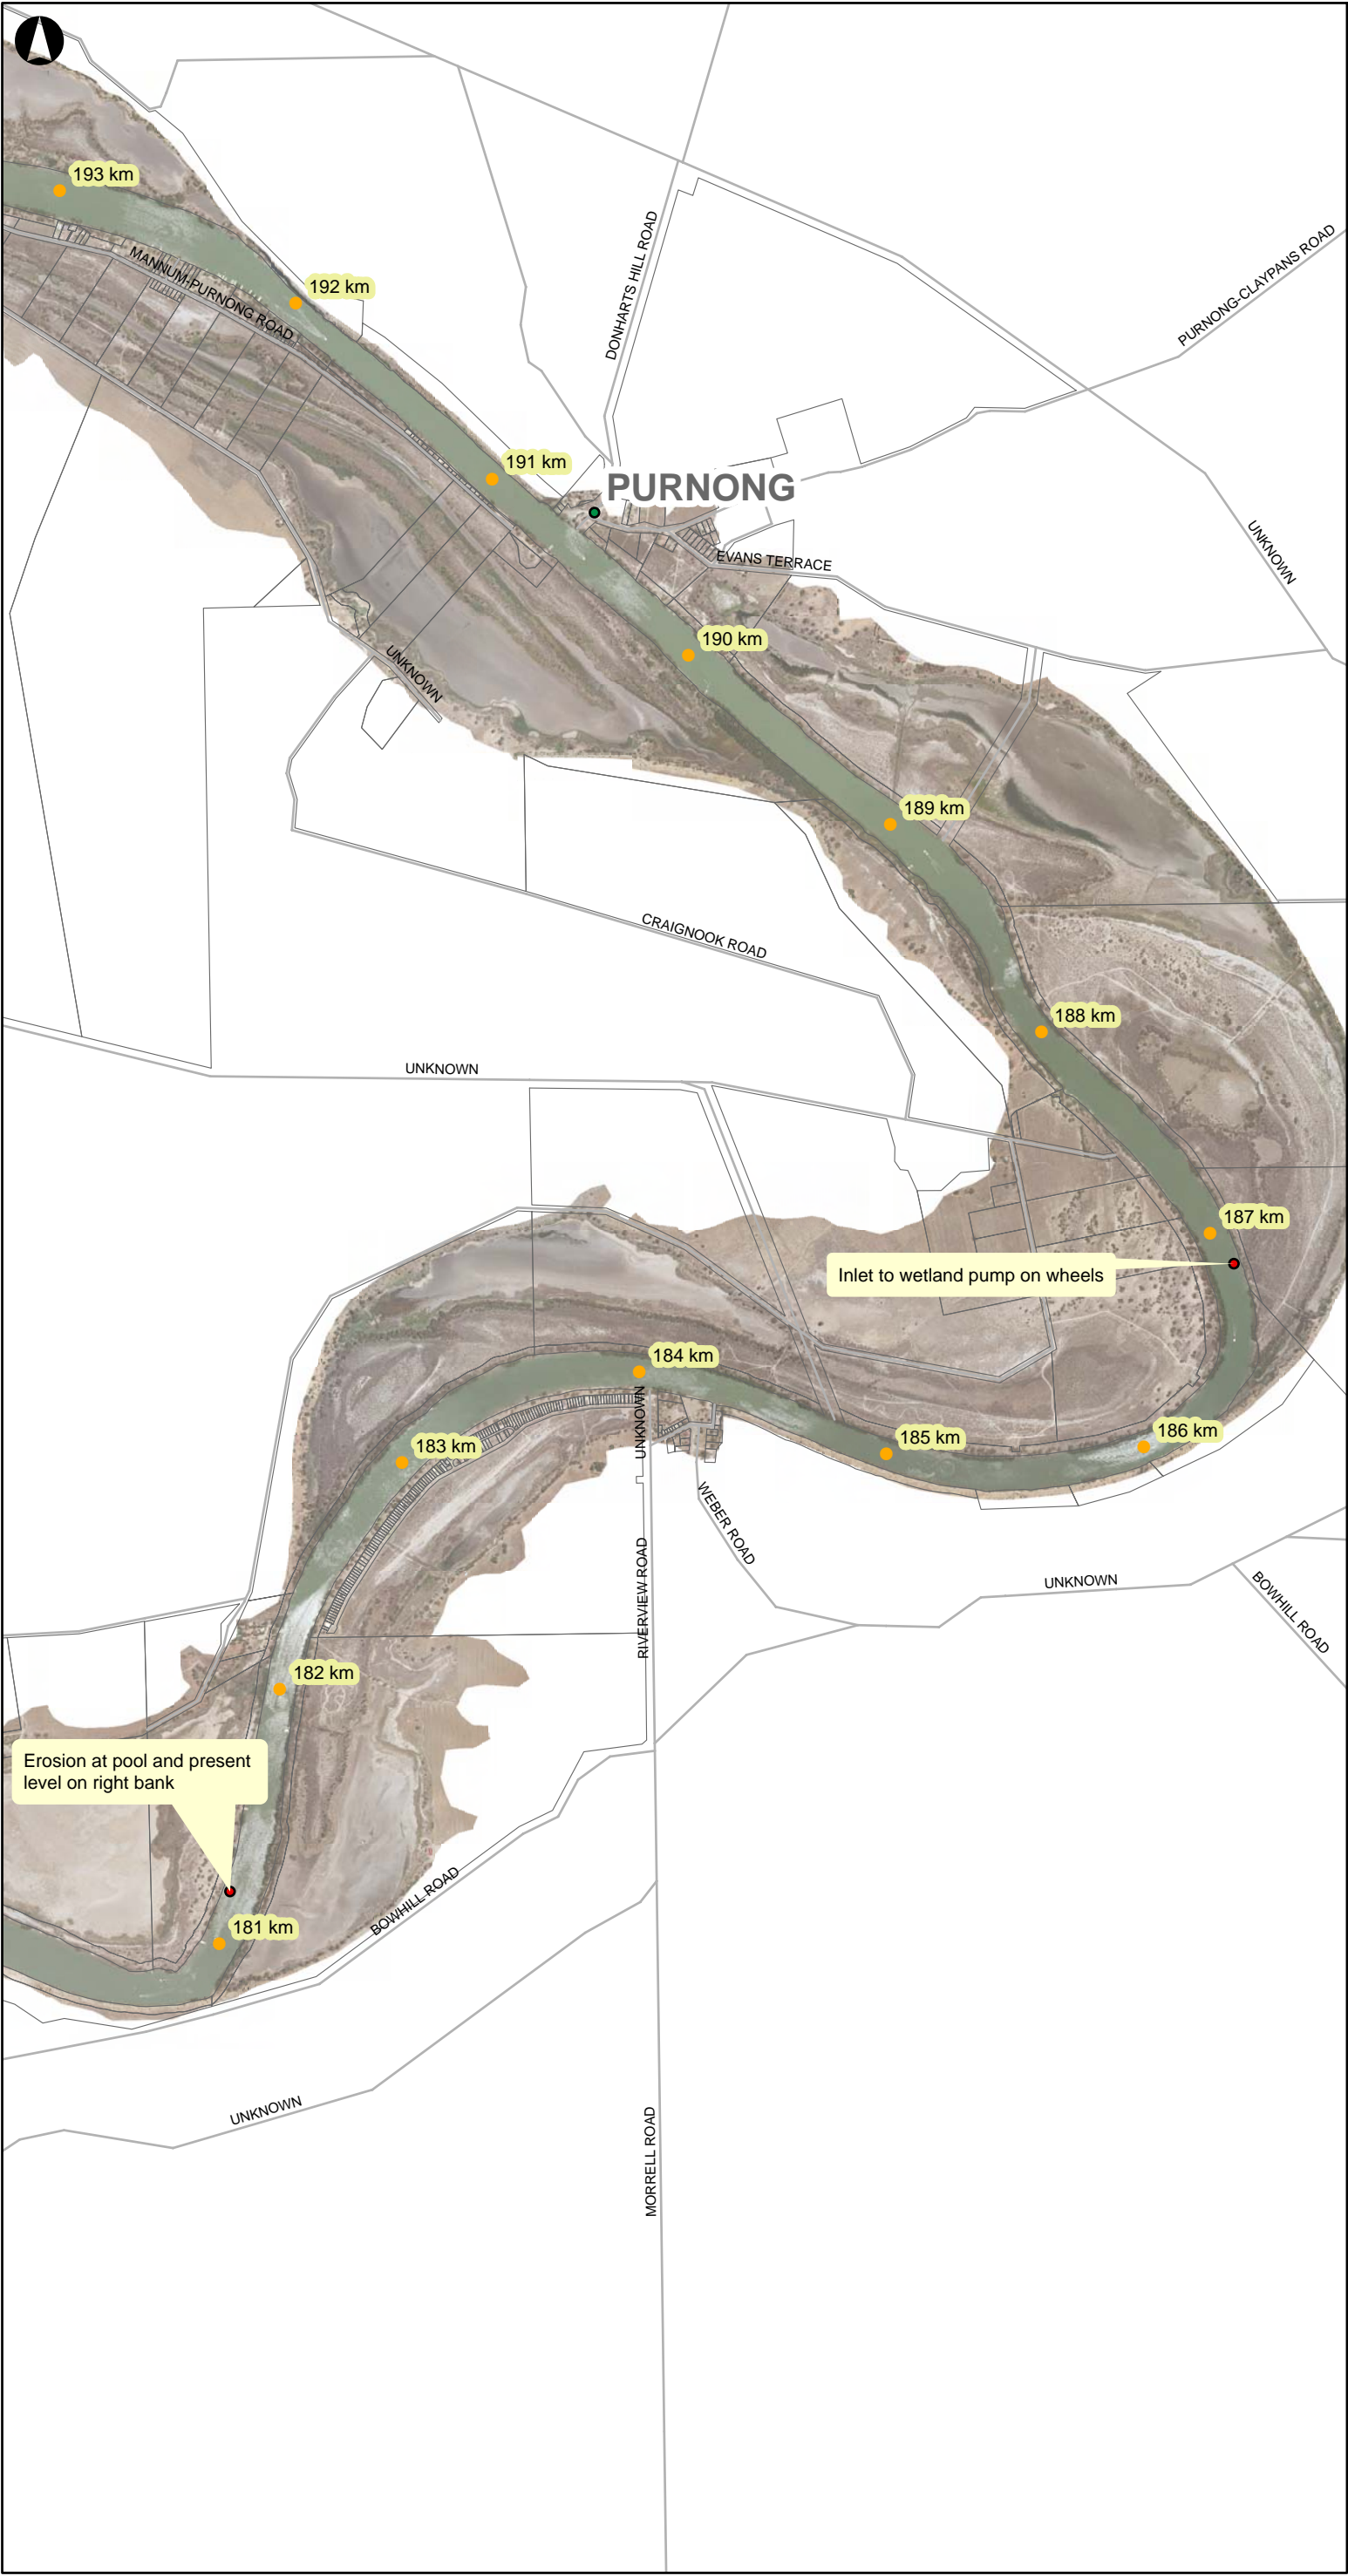 193 km
192 km
MANNUM-PURNONG ROAD
DONHARTS HILL ROAD
PURNONG-CLAYPANS ROAD
191 km
PURNONG
EVANS TERRACE
UNKNOWN
190 km
UNKNOWN
189 km
CRAIGNOOK ROAD
188 km
UNKNOWN
187 km
Inlet to wetland pump on wheels
184 km
UNKNOWN
183 km
185 km
186 km
WEBER ROAD
RIVERVIEW ROAD
UNKNOWN
BOWHILL ROAD
182 km
Erosion at pool and present
level on right bank
BOWHILL ROAD
181 km
UNKNOWN
MORRELL ROAD